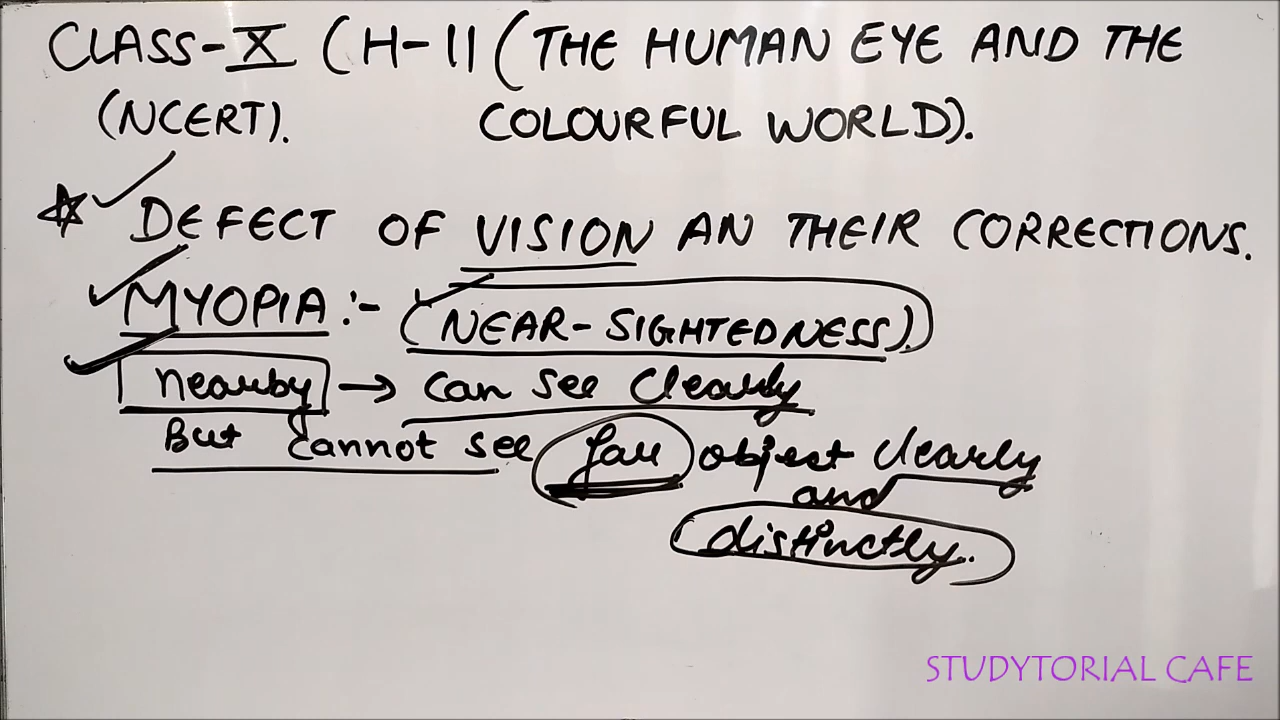 CLASS-X CH-11 (THE HUMAN EYE AND THE
(NCERT). COLOURFUL WORLD).
DEFECT OF VISION AN THEIR CORRECTIONS.
MYOPIA :- (NEAR-SIGHTEDNESS).
nearby → can see clearly
But cannot see far object clearly
and
distinctly..
STUDYTORIAL CAFE